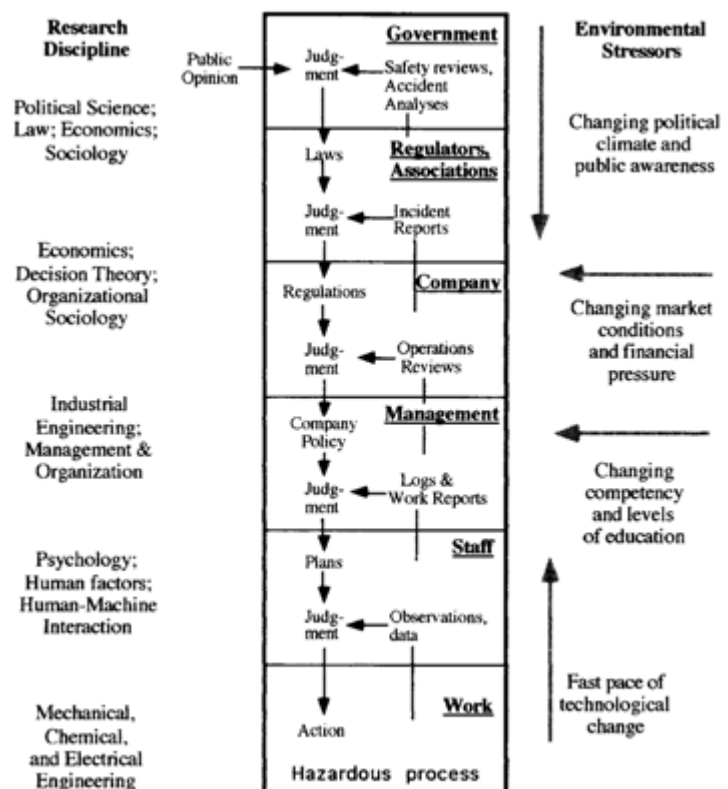 Research
Discipline
Political Science;
Law; Economics;
Sociology
Economics;
Decision Theory;
Organizational
Sociology
Industrial
Engineering;
Management &
Organization
Psychology;
Human factors;
Human-Machine
Interaction
Mechanical,
Chemical,
and Electrical
Engineering
Public
Opinion
Government
Judg-
ment
Safety reviews,
Accident
Analyses
Laws
Regulators,
Associations
Judg-
ment
Incident
Reports
Company
Regulations
Judg-
ment
Operations
Reviews
Management
Company
Policy
Judg-
ment
Logs &
Work Reports
Staff
Plans
Judg-
ment
Observations,
data
Work
Action
Hazardous process
Environmental
Stressors
Changing political
climate and
public awareness
Changing market
conditions
and financial
pressure
Changing
competency
and levels
of education
Fast pace of
technological
change